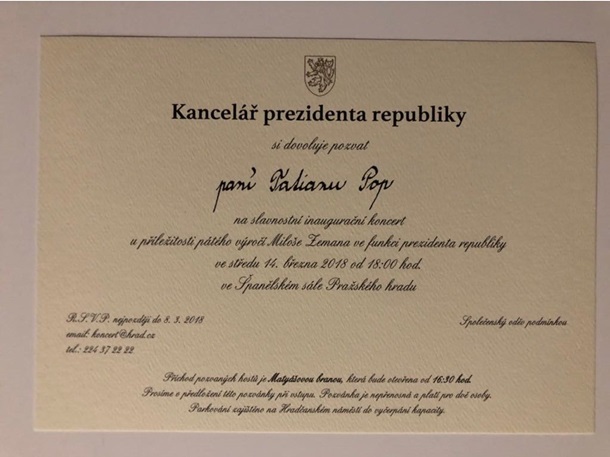 Kancelář prezidenta republiky
si dovoluje pozvat
paní Tatianu Pop
na slavnostní inaugurační koncert
u příležitosti pátého výročí Miloše Zemana ve funkci prezidenta republiky
ve středu 14. března 2018 od 18:00 hod.
ve Španělském sále Pražského hradu
R.S.V.P. nejpozději do 8. 3. 2018
email: koncert@hrad.cz
tel.: 224 37 22 22
Společenský oděv podmínkou
Příchod pozvaných hostů je Matyášovou branou, která bude otevřena od 16:30 hod.
Prosíme o předložení této pozvánky při vstupu. Pozvánka je nepřenosná a platí pro dvě osoby.
Parkování zajištěno na Hradčanském náměstí do vyčerpání kapacity.